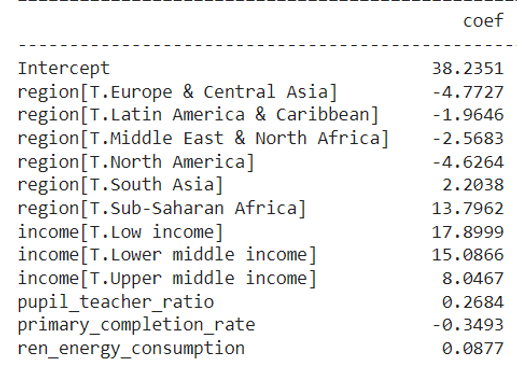 coef
Intercept 38.2351
region[T.Europe & Central Asia] -4.7727
region[T.Latin America & Caribbean] -1.9646
region[T.Middle East & North Africa] -2.5683
region[T.North America] -4.6264
region[T.South Asia] 2.2038
region[T.Sub-Saharan Africa] 13.7962
income[T.Low income] 17.8999
income[T.Lower middle income] 15.0866
income[T.Upper middle income] 8.0467
pupil_teacher_ratio 0.2684
primary_completion_rate -0.3493
ren_energy_consumption 0.0877